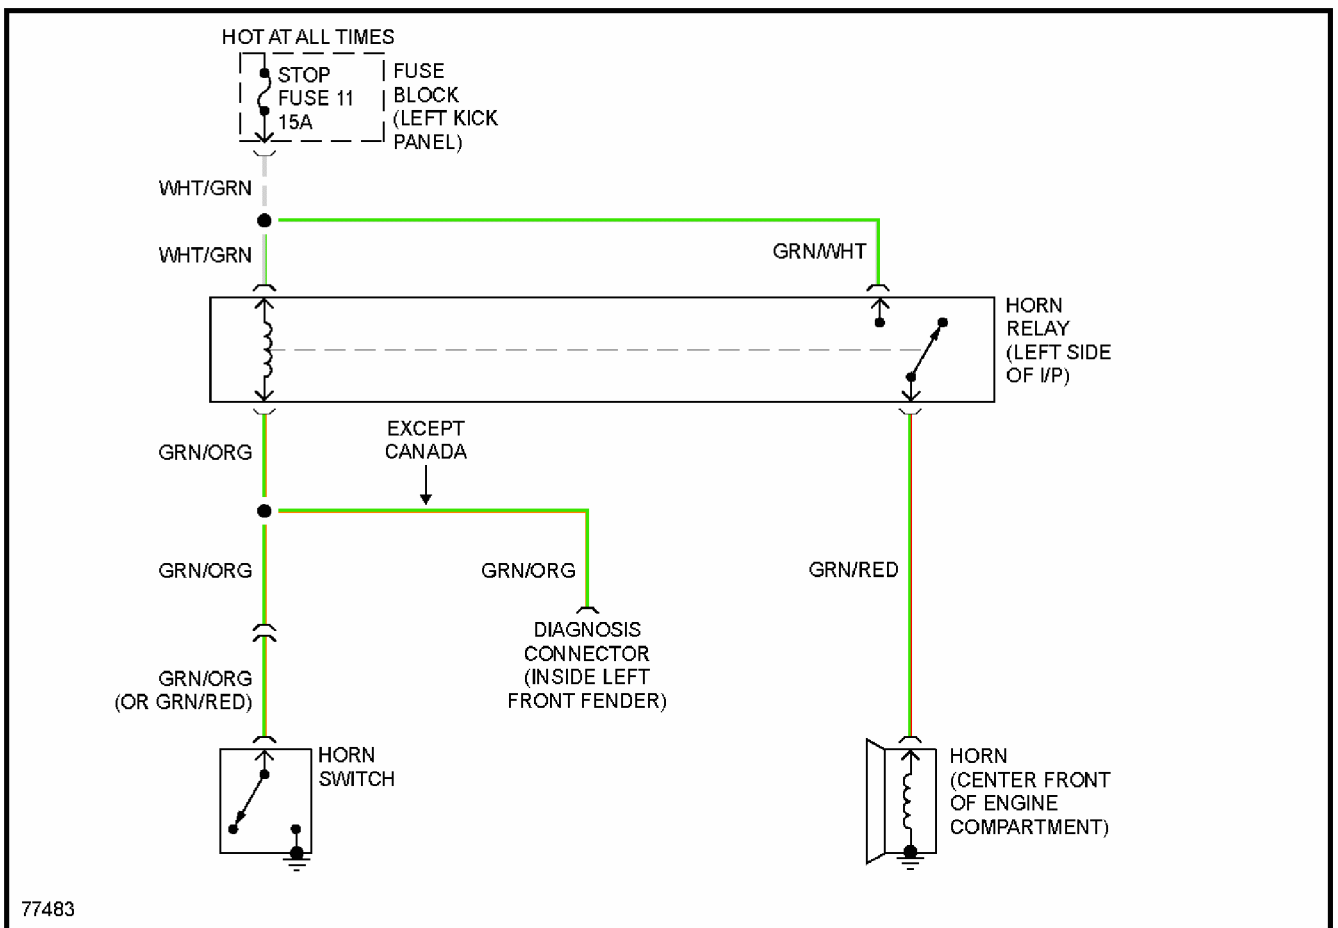 HOT AT ALL TIMES
STOP
FUSE 11
15A
FUSE
BLOCK
(LEFT KICK
PANEL)
WHT/GRN
WHT/GRN
GRN/WHT
HORN
RELAY
(LEFT SIDE
OF I/P)
GRN/ORG
EXCEPT
CANADA
GRN/ORG
GRN/ORG
GRN/RED
DIAGNOSIS
CONNECTOR
(INSIDE LEFT
FRONT FENDER)
GRN/ORG
(OR GRN/RED)
HORN
SWITCH
HORN
(CENTER FRONT
OF ENGINE
COMPARTMENT)
77483